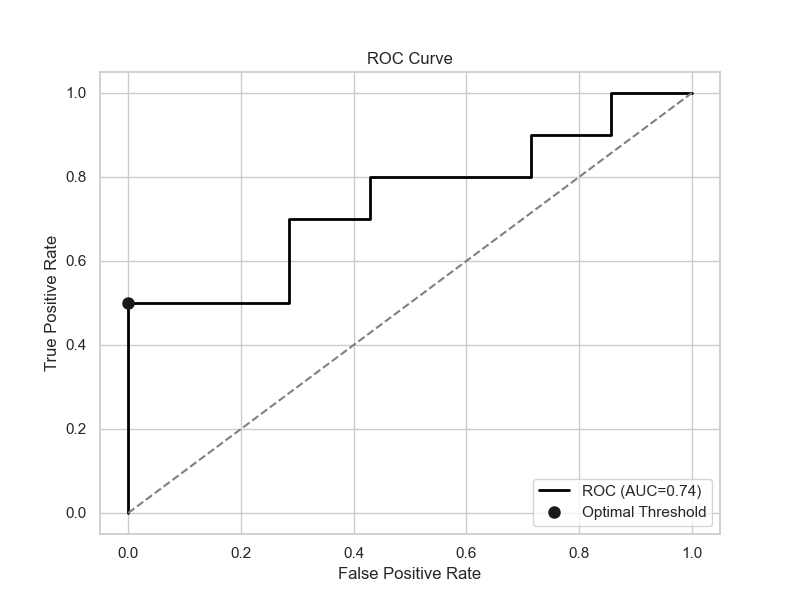 ROC Curve
1.0
0.8
0.6
0.4
0.2
0.0
True Positive Rate
0.0 0.2 0.4 0.6 0.8 1.0
False Positive Rate
ROC (AUC=0.74)
Optimal Threshold